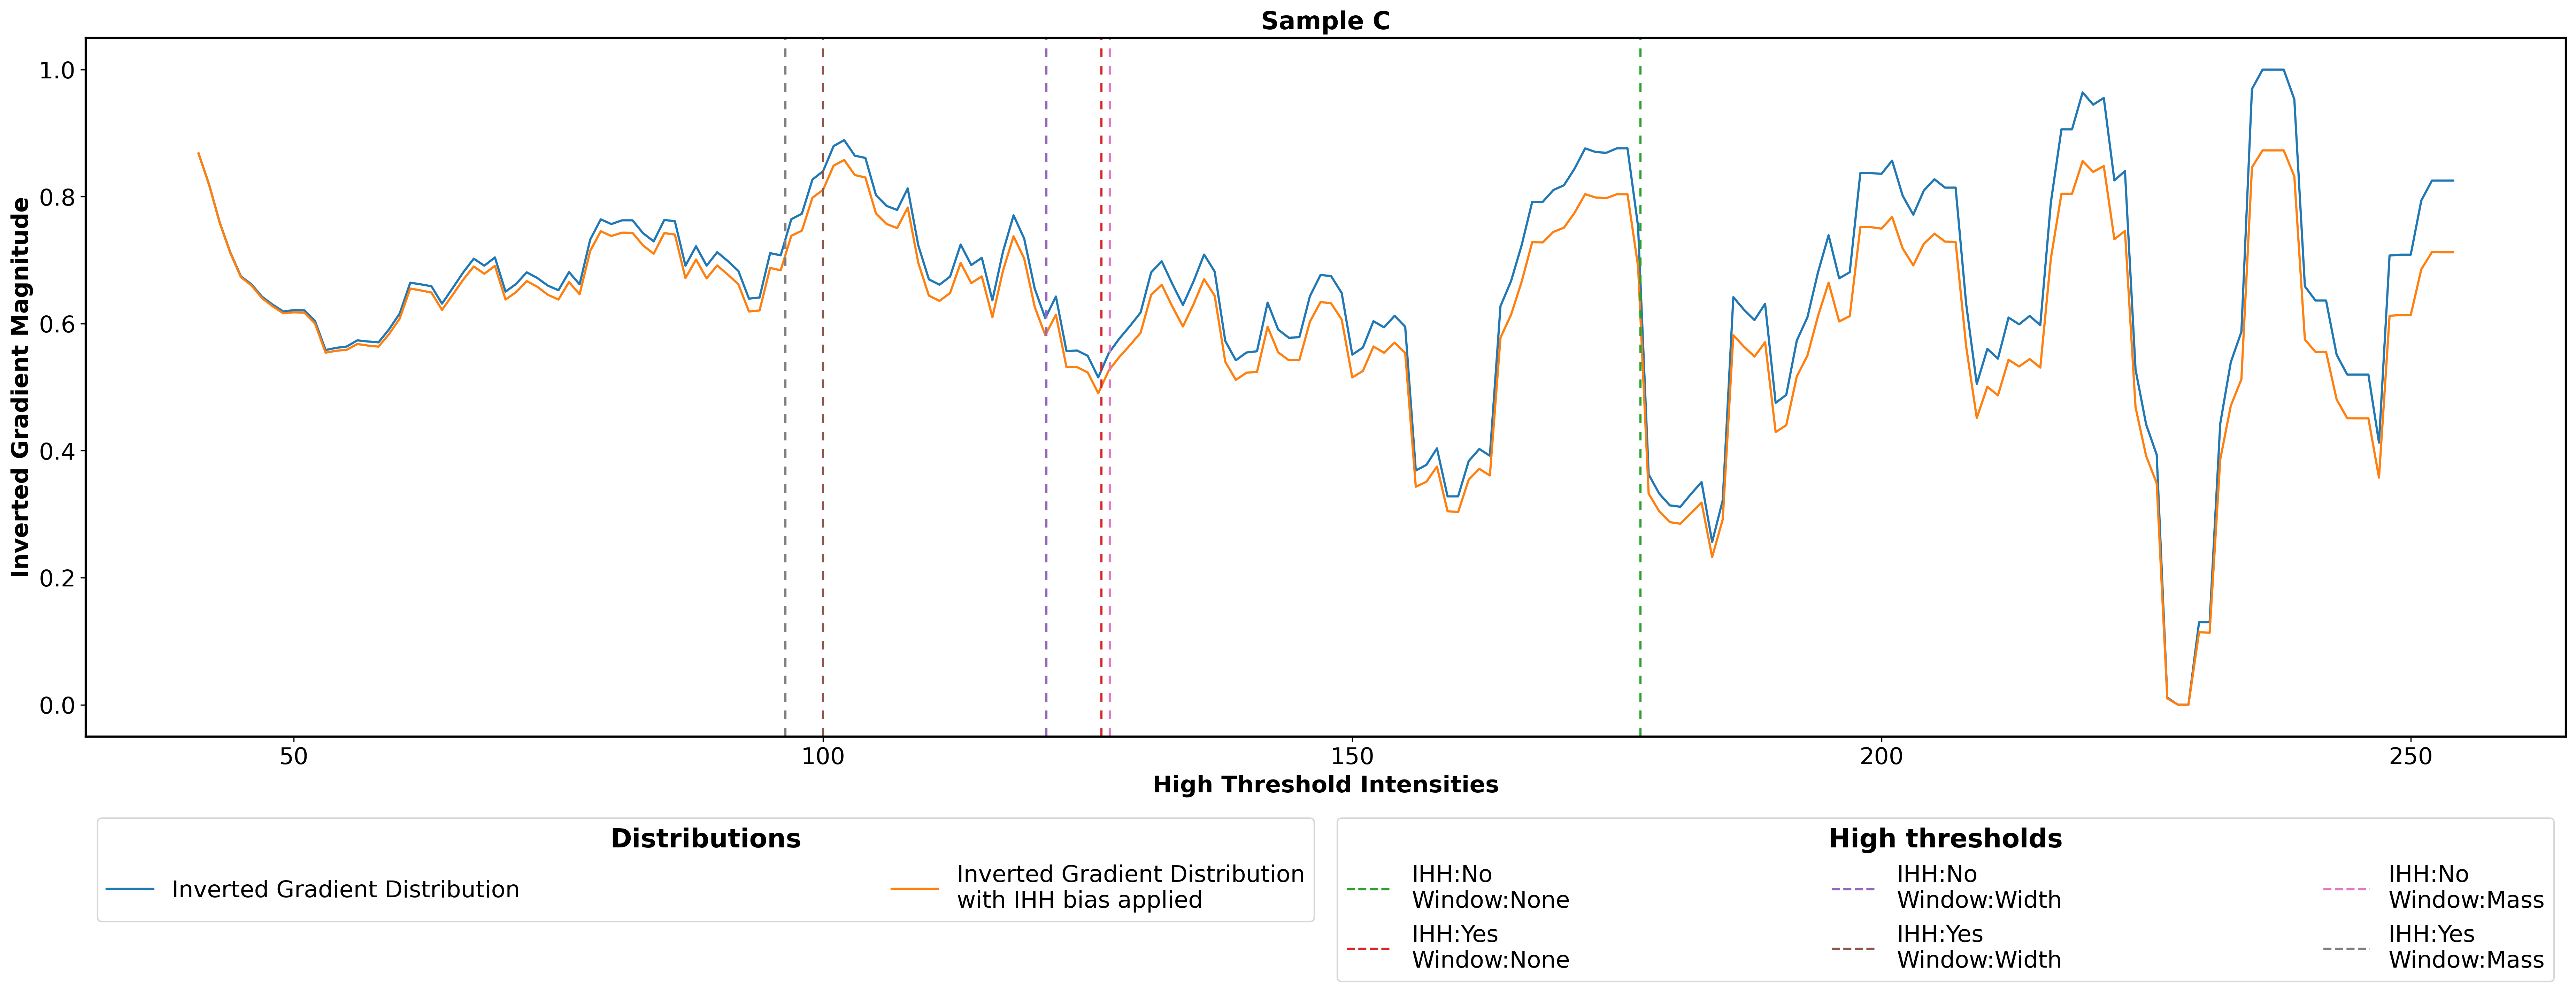 Sample C
1.0
0.8
0.6
0.4
0.2
0.0
Inverted Gradient Magnitude
50
100
150
200
250
High Threshold Intensities
Distributions
Inverted Gradient Distribution
Inverted Gradient Distribution
with IHH bias applied
High thresholds
IHH:No
Window:None
IHH:Yes
Window:None
IHH:No
Window:Width
IHH:Yes
Window:Width
IHH:No
Window:Mass
IHH:Yes
Window:Mass